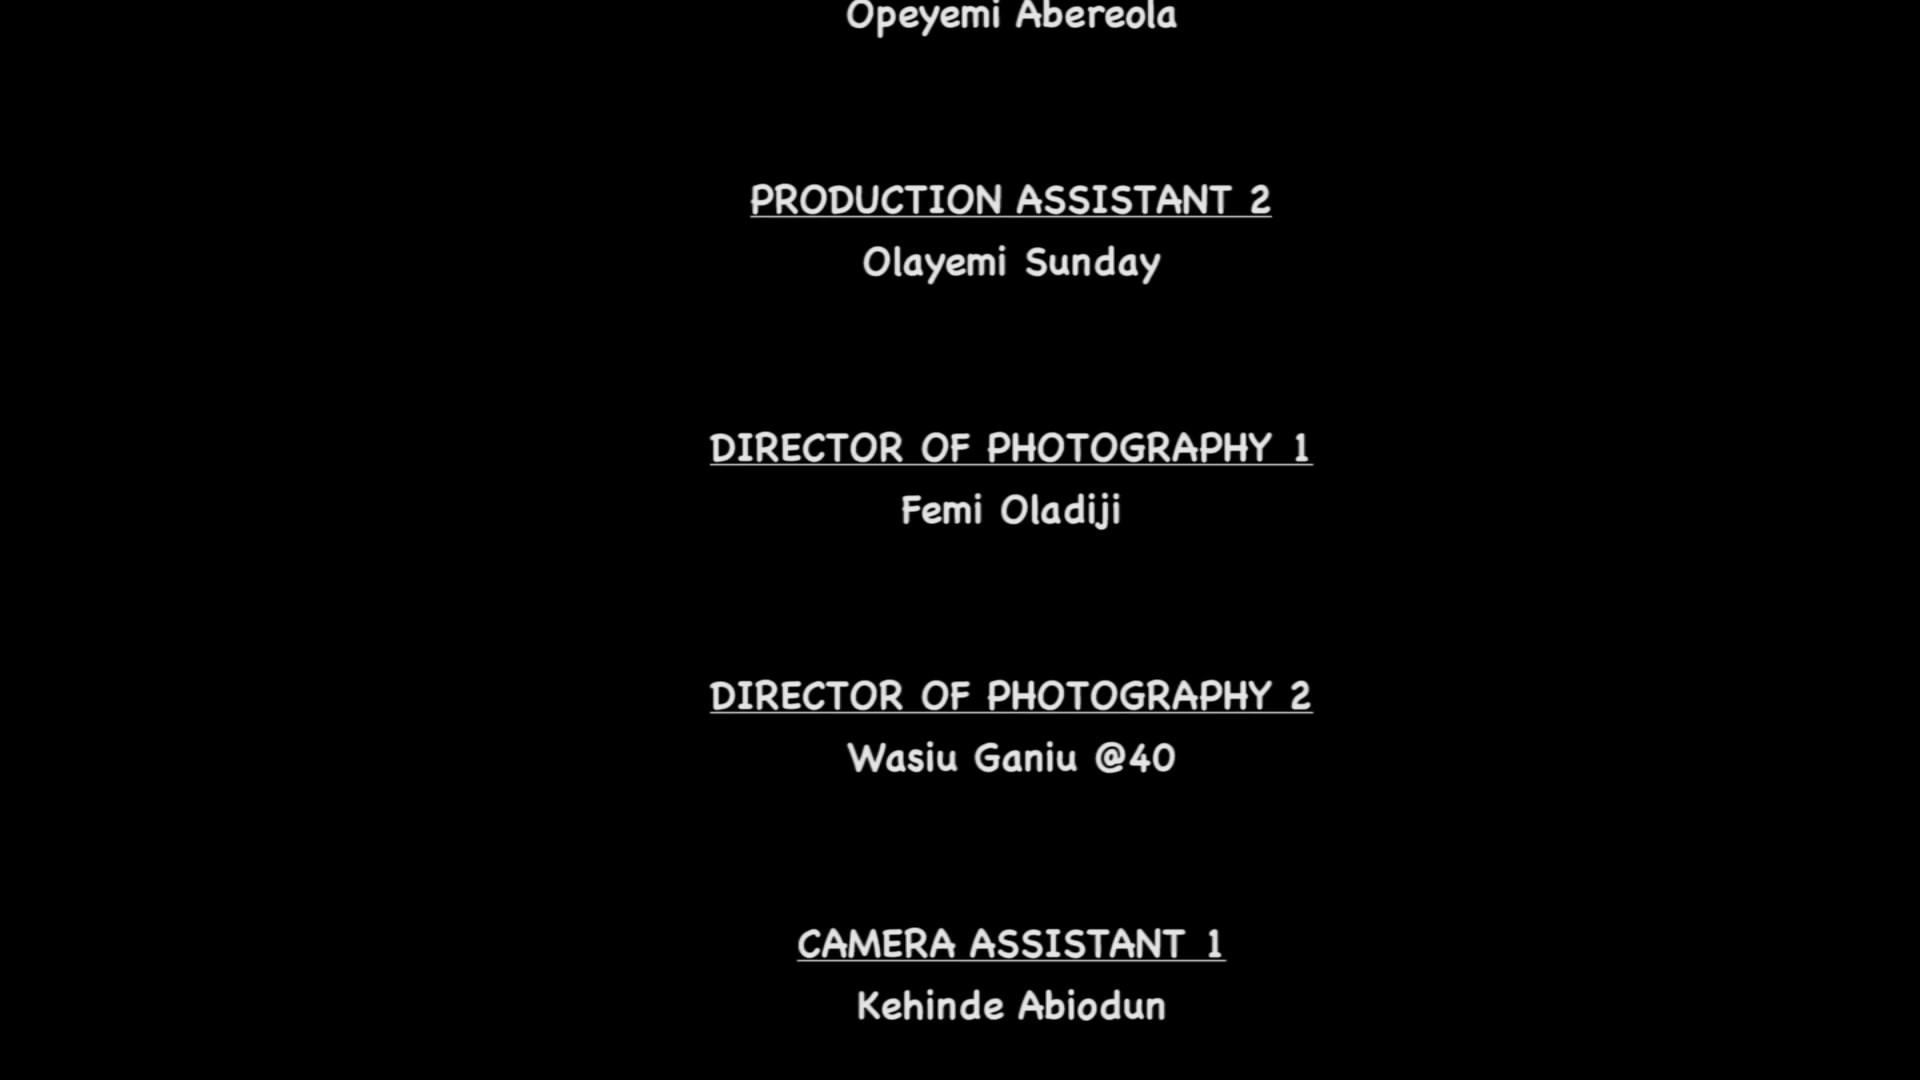 Opeyemi Abereola
PRODUCTION ASSISTANT 2
Olayemi Sunday
DIRECTOR OF PHOTOGRAPHY 1
Femi Oladiji
DIRECTOR OF PHOTOGRAPHY 2
Wasiu Ganiu @40
CAMERA ASSISTANT 1
Kehinde Abiodun